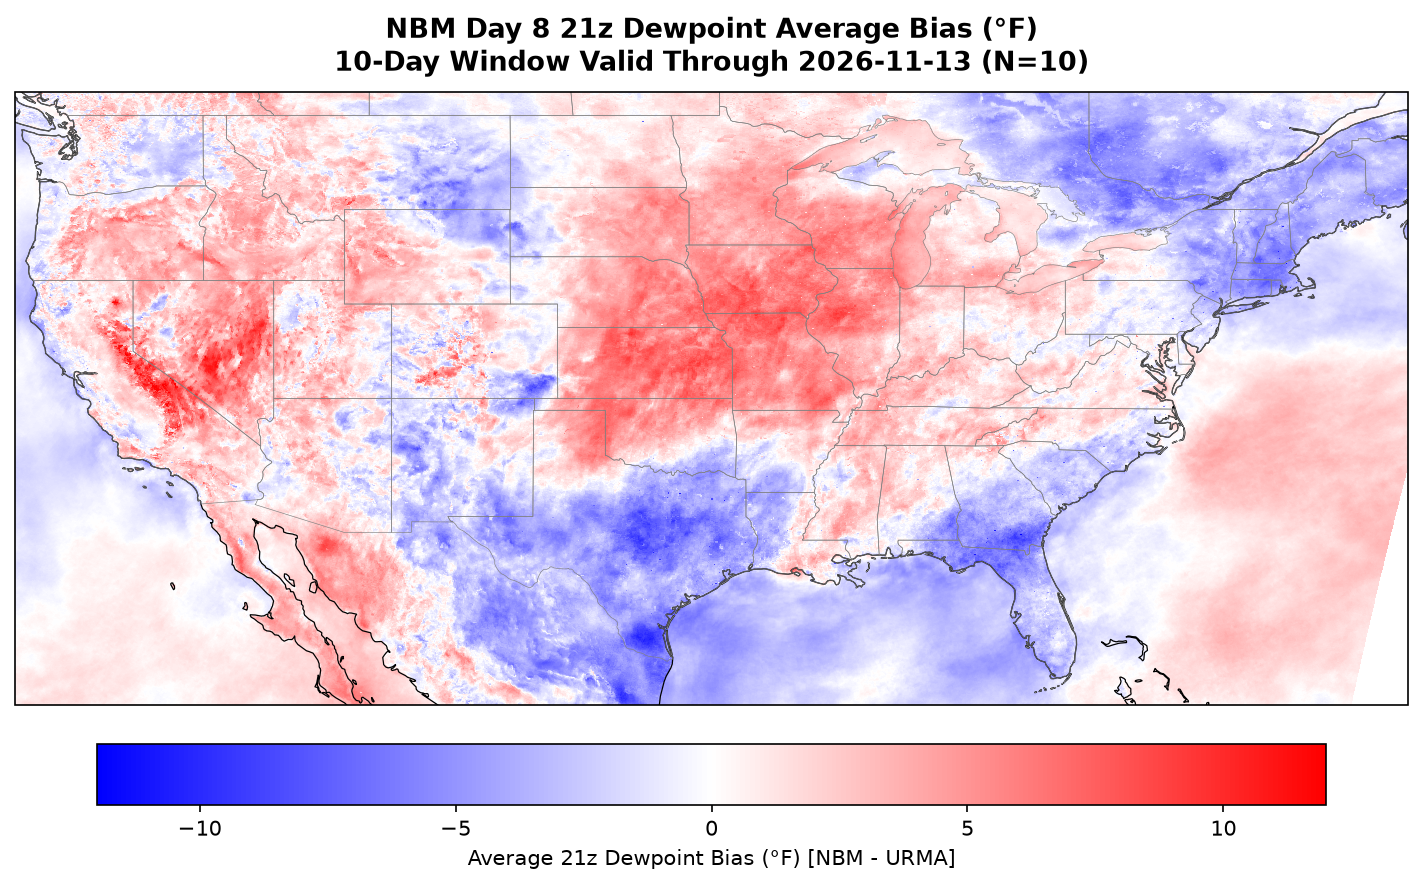 NBM Day 8 21z Dewpoint Average Bias (°F)
10-Day Window Valid Through 2026-11-13 (N=10)
−10
−5
0
5
10
Average 21z Dewpoint Bias (°F) [NBM - URMA]